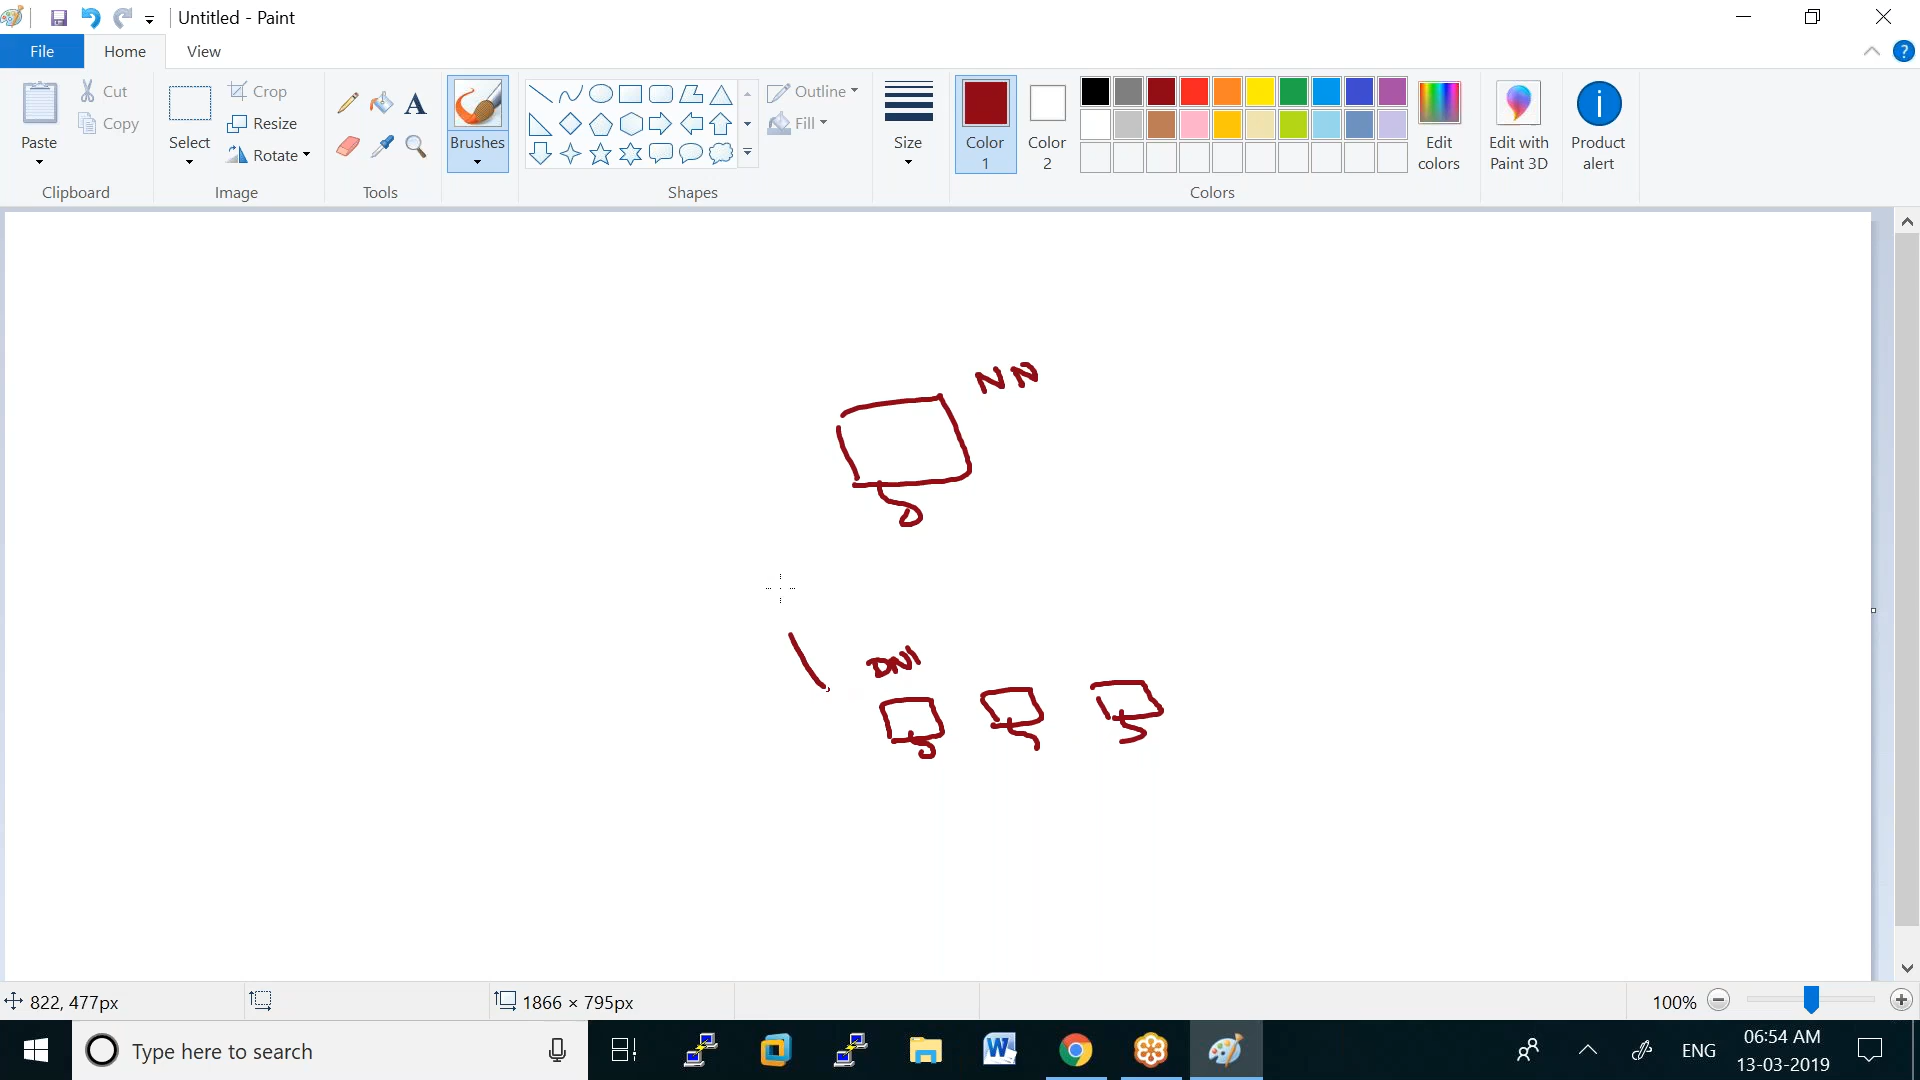 Untitled - Paint
File Home View
Paste
Cut
Copy
Clipboard
Select
Crop
Resize
Rotate
Image
A
Tools
Brushes
Shapes
Outline
Fill
Size
Color 1
Color 2
Edit colors
Colors
Edit with Paint 3D
Product alert
NN
DN1
822, 477px
1866 × 795px
100%
Type here to search
ENG
06:54 AM
13-03-2019